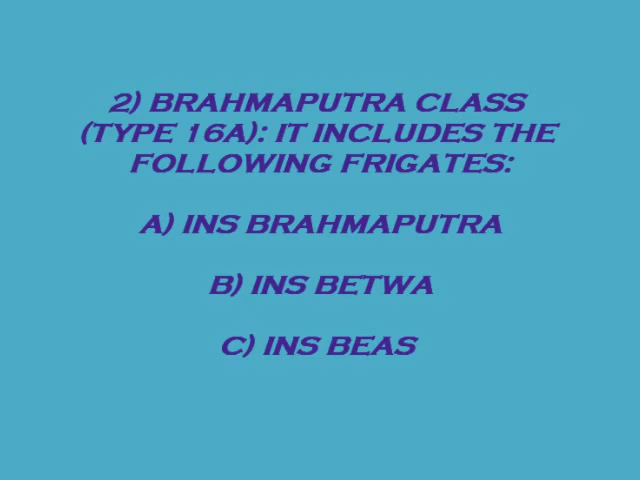 2) BRAHMAPUTRA CLASS
(TYPE 16A): IT INCLUDES THE
FOLLOWING FRIGATES:
A) INS BRAHMAPUTRA
B) INS BETWA
C) INS BEAS